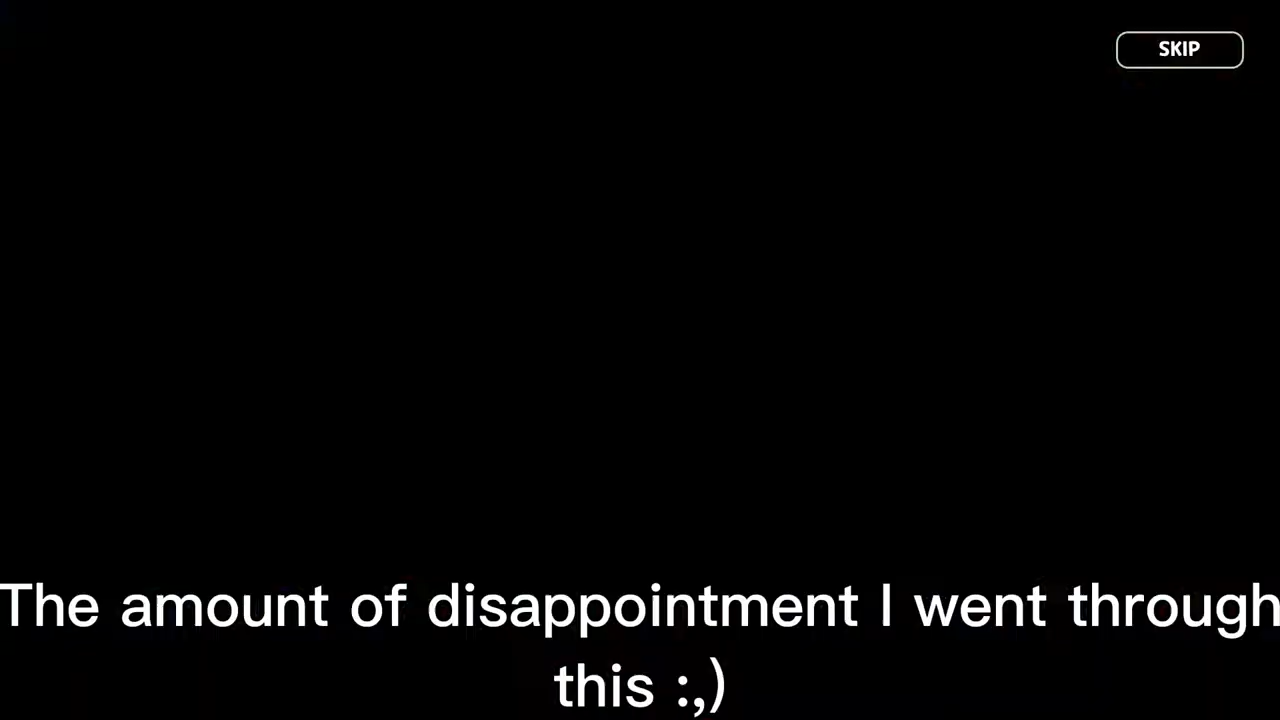 SKIP
The amount of disappointment I went through
this :,)